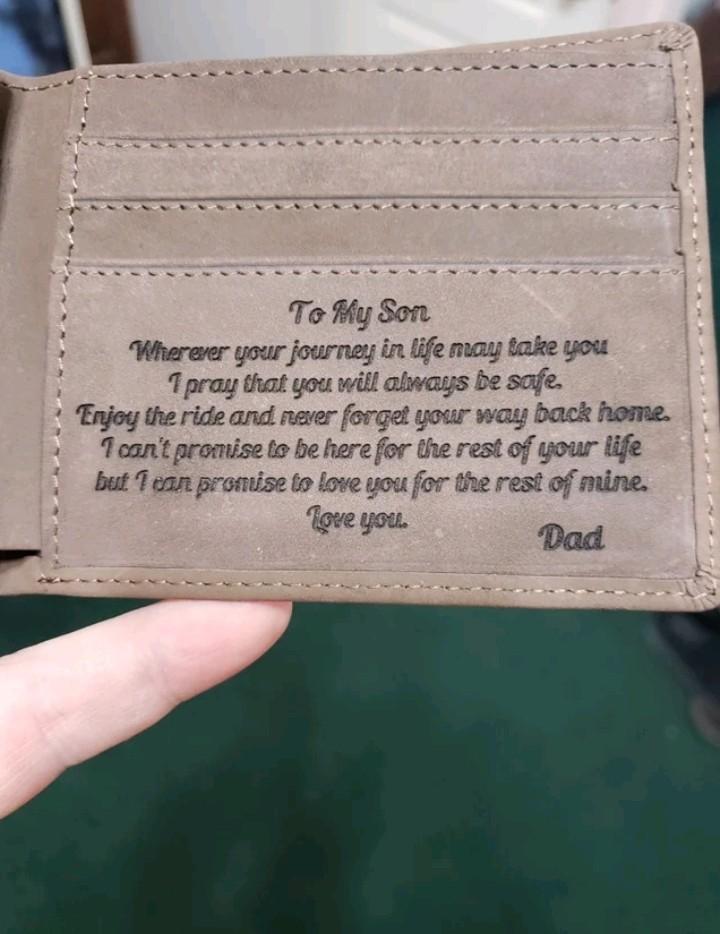 To My Son
Wherever your journey in life may take you
I pray that you will always be safe.
Enjoy the ride and never forget your way back home.
I can't promise to be here for the rest of your life
but I can promise to love you for the rest of mine.
Love you.
Dad